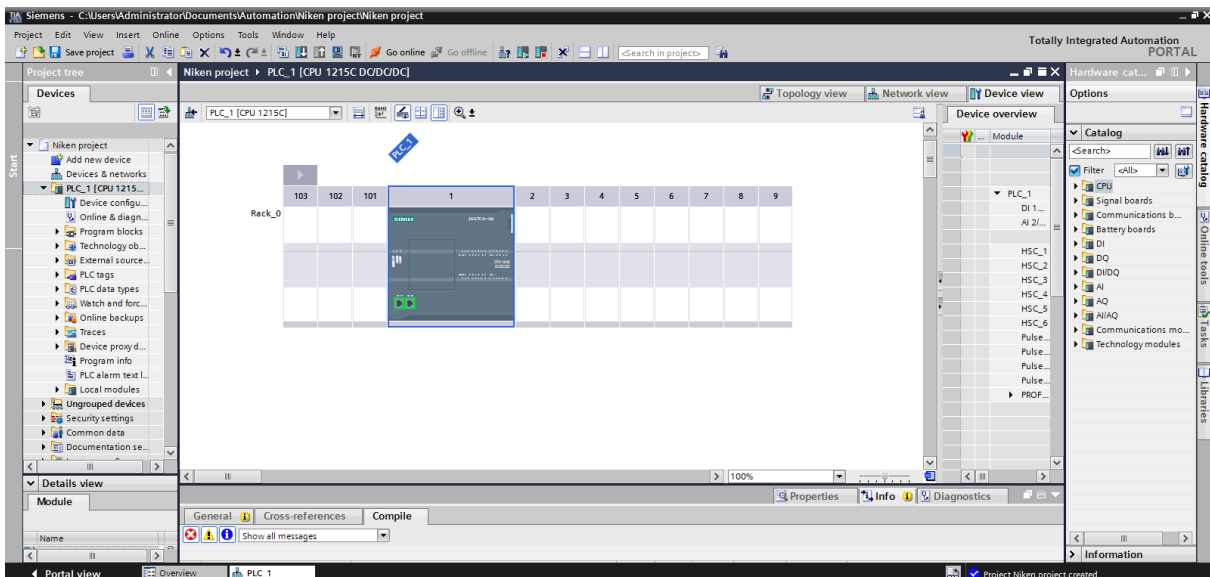 Siemens - C:\Users\Administrator\Documents\Automation\Niken project\Niken project
Project Edit View Insert Online Options Tools Window Help
Totally Integrated Automation
PORTAL
Save project
Go online
Go offline
<Search in project>
Project tree
Niken project ▸ PLC_1 [CPU 1215C DC/DC/DC]
Hardware cat...
Devices
Topology view
Network view
Device view
Options
PLC_1 [CPU 1215C]
Device overview
... Module
Catalog
<Search>
Filter <All>
Niken project
Add new device
Devices & networks
PLC_1 [CPU 1215...
Device configu...
Online & diagn...
Program blocks
Technology ob...
External source...
PLC tags
PLC data types
Watch and forc...
Online backups
Traces
Device proxy d...
Program info
PLC alarm text l...
Local modules
Ungrouped devices
Security settings
Common data
Documentation se...
PLC_1
103 102 101 1 2 3 4 5 6 7 8 9
Rack_0
SIEMENS
PLC_1
DI 1...
AI 2/...
HSC_1
HSC_2
HSC_3
HSC_4
HSC_5
HSC_6
Pulse...
Pulse...
Pulse...
Pulse...
PROF...
CPU
Signal boards
Communications b...
Battery boards
DI
DQ
DI/DQ
AI
AQ
AI/AQ
Communications mo...
Technology modules
Hardware catalog
Online tools
Tasks
Libraries
Start
100%
Details view
Module
Name
Properties
Info
Diagnostics
General
Cross-references
Compile
Show all messages
Information
Portal view
Overview
PLC_1
Project Niken project created.